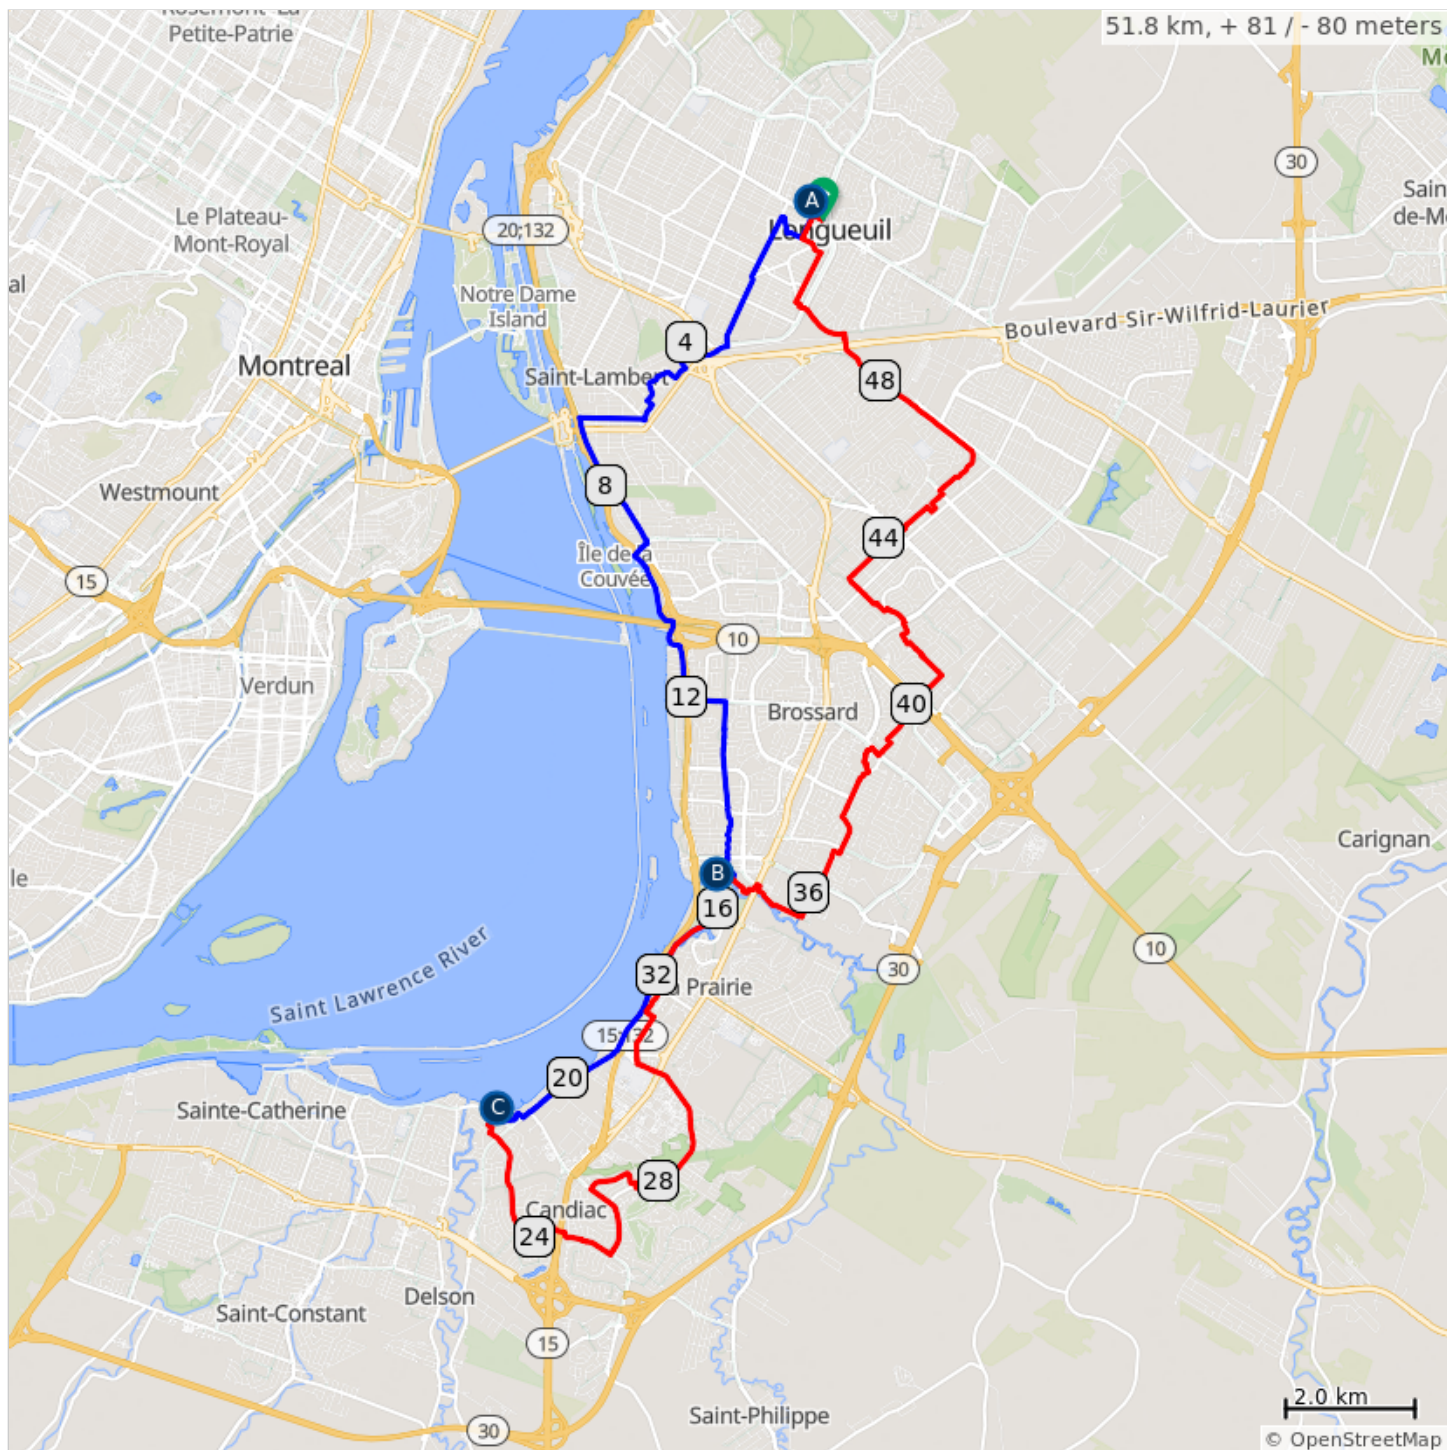 Petite-Patrie
51.8 km, + 81 / - 80 meters
30
Le Plateau-
Mont-Royal
20;132
A
Longueuil
Notre Dame
Island
Boulevard Sir-Wilfrid-Laurier
4
Montreal
Saint-Lambert
48
Westmount
8
44
Île de la
Couvée
15
10
Verdun
12
Brossard
40
Carignan
B
16
36
10
30
Saint Lawrence River
32
La Prairie
15;132
20
C
Sainte-Catherine
28
Candiac
24
Delson
Saint-Constant
15
2.0 km
Saint-Philippe
30
© OpenStreetMap